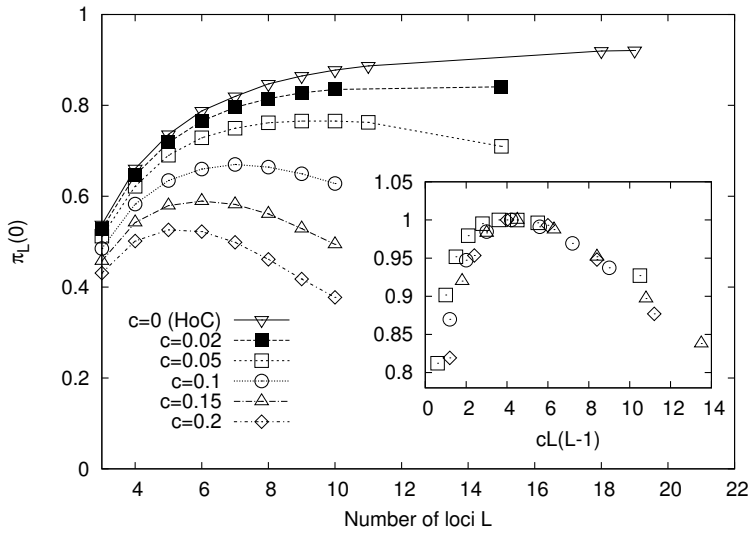 1
0.8
0.6
0.4
0.2
0
π_L(0)
4 6 8 10 12 14 16 18 20 22
Number of loci L
c=0 (HoC)
c=0.02
c=0.05
c=0.1
c=0.15
c=0.2
1.05
1
0.95
0.9
0.85
0.8
0 2 4 6 8 10 12 14
cL(L-1)